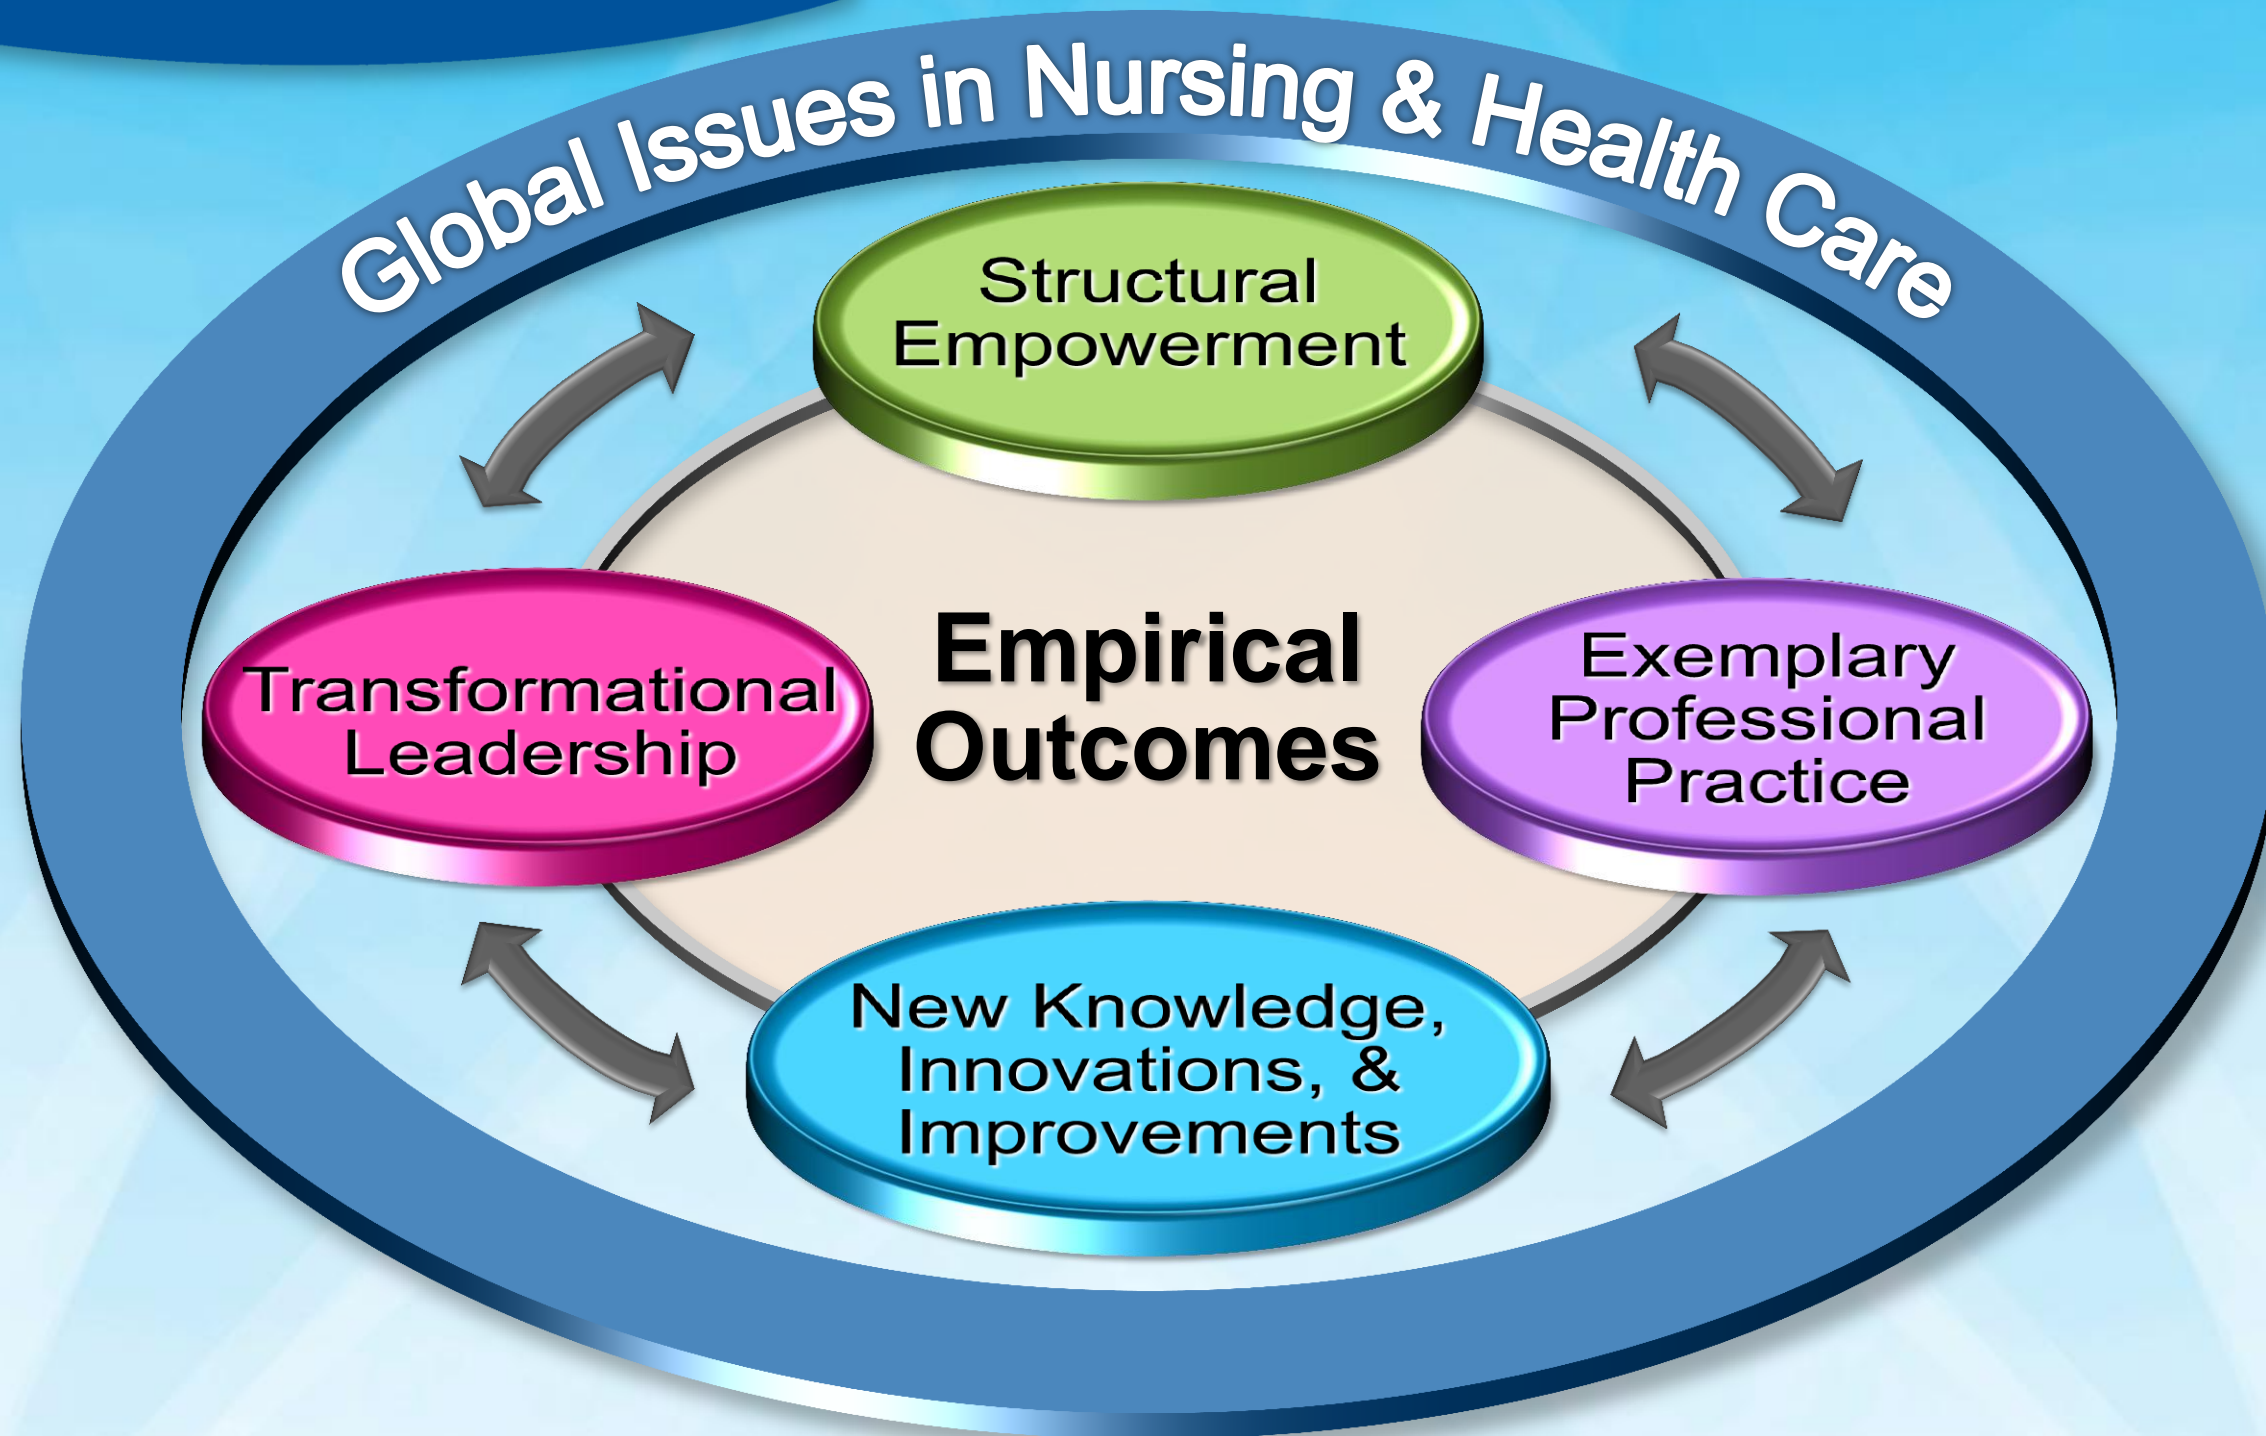 Global Issues in Nursing & Health Care
Structural
Empowerment
Transformational
Leadership
Empirical
Outcomes
Exemplary
Professional
Practice
New Knowledge,
Innovations, &
Improvements